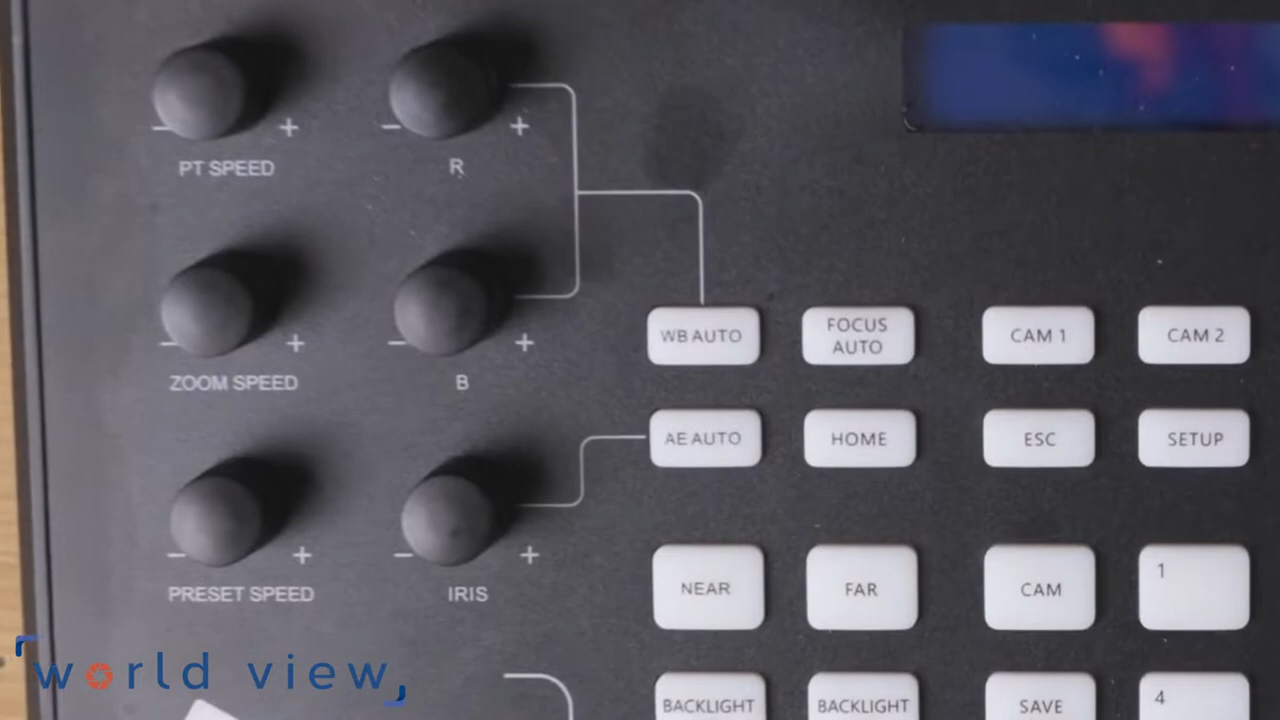 - +
PT SPEED
- +
R
- +
ZOOM SPEED
- +
B
WB AUTO
FOCUS
AUTO
CAM 1
CAM 2
AE AUTO
HOME
ESC
SETUP
- +
PRESET SPEED
- +
IRIS
NEAR
FAR
CAM
1
BACKLIGHT
BACKLIGHT
SAVE
4
world view